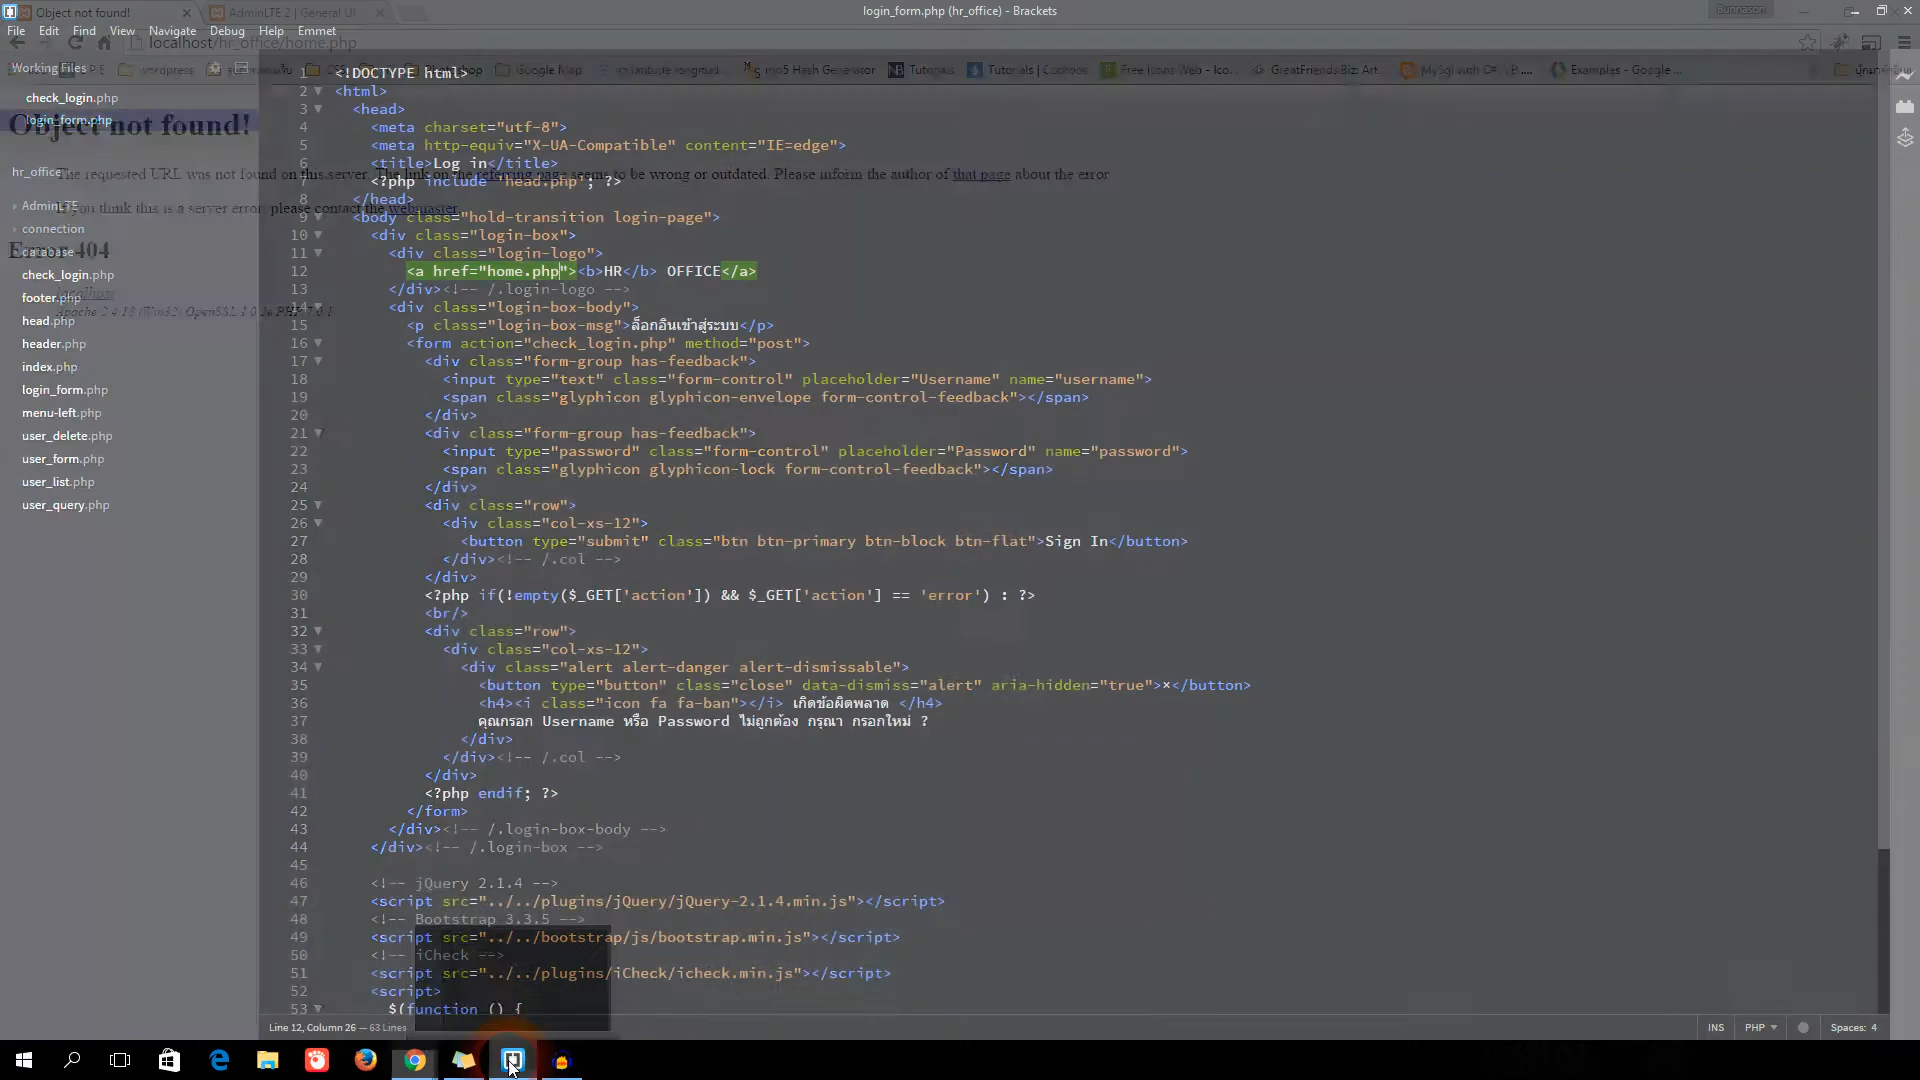 Object not found!
AdminLTE 2 | General UI
login_form.php (hr_office) - Brackets
Bunnason
File Edit Find View Navigate Debug Help Emmet
localhost/hr_office/home.php
Working Files
wordpress
CSS
Photoshop
Google Map
mp5 Hash Generator
Tutorials
Tutorials | Codroos
Free Icons Web - Ico...
GreatFriends.Biz: Art...
MySql with C#, VB ...
Examples - Google ...
check_login.php
login_form.php
Object not found!
hr_office
The requested URL was not found on this server. The link on the referring page seems to be wrong or outdated. Please inform the author of that page about the error
If you think this is a server error, please contact the webmaster
Error 404
localhost
AdminLTE
connection
database
check_login.php
footer.php
head.php
header.php
index.php
login_form.php
menu-left.php
user_delete.php
user_form.php
user_list.php
user_query.php
1 <!DOCTYPE html>
2 <html>
3 <head>
4 <meta charset="utf-8">
5 <meta http-equiv="X-UA-Compatible" content="IE=edge">
6 <title>Log in</title>
7 <?php include 'head.php'; ?>
8 </head>
9 <body class="hold-transition login-page">
10 <div class="login-box">
11 <div class="login-logo">
12 <a href="home.php"><b>HR</b> OFFICE</a>
13 </div><!-- /.login-logo -->
14 <div class="login-box-body">
15 <p class="login-box-msg">ล็อกอินเข้าสู่ระบบ</p>
16 <form action="check_login.php" method="post">
17 <div class="form-group has-feedback">
18 <input type="text" class="form-control" placeholder="Username" name="username">
19 <span class="glyphicon glyphicon-envelope form-control-feedback"></span>
20 </div>
21 <div class="form-group has-feedback">
22 <input type="password" class="form-control" placeholder="Password" name="password">
23 <span class="glyphicon glyphicon-lock form-control-feedback"></span>
24 </div>
25 <div class="row">
26 <div class="col-xs-12">
27 <button type="submit" class="btn btn-primary btn-block btn-flat">Sign In</button>
28 </div><!-- /.col -->
29 </div>
30 <?php if(!empty($_GET['action']) && $_GET['action'] == 'error') : ?>
31 <br/>
32 <div class="row">
33 <div class="col-xs-12">
34 <div class="alert alert-danger alert-dismissable">
35 <button type="button" class="close" data-dismiss="alert" aria-hidden="true">×</button>
36 <h4><i class="icon fa fa-ban"></i> เกิดข้อผิดพลาด </h4>
37 คุณกรอก Username หรือ Password ไม่ถูกต้อง กรุณา กรอกใหม่ ?
38 </div>
39 </div><!-- /.col -->
40 </div>
41 <?php endif; ?>
42 </form>
43 </div><!-- /.login-box-body -->
44 </div><!-- /.login-box -->
45
46 <!-- jQuery 2.1.4 -->
47 <script src="../../plugins/jQuery/jQuery-2.1.4.min.js"></script>
48 <!-- Bootstrap 3.3.5 -->
49 <script src="../../bootstrap/js/bootstrap.min.js"></script>
50 <!-- iCheck -->
51 <script src="../../plugins/iCheck/icheck.min.js"></script>
52 <script>
53 $(function () {
Line 12, Column 26 — 63 Lines
INS PHP Spaces: 4